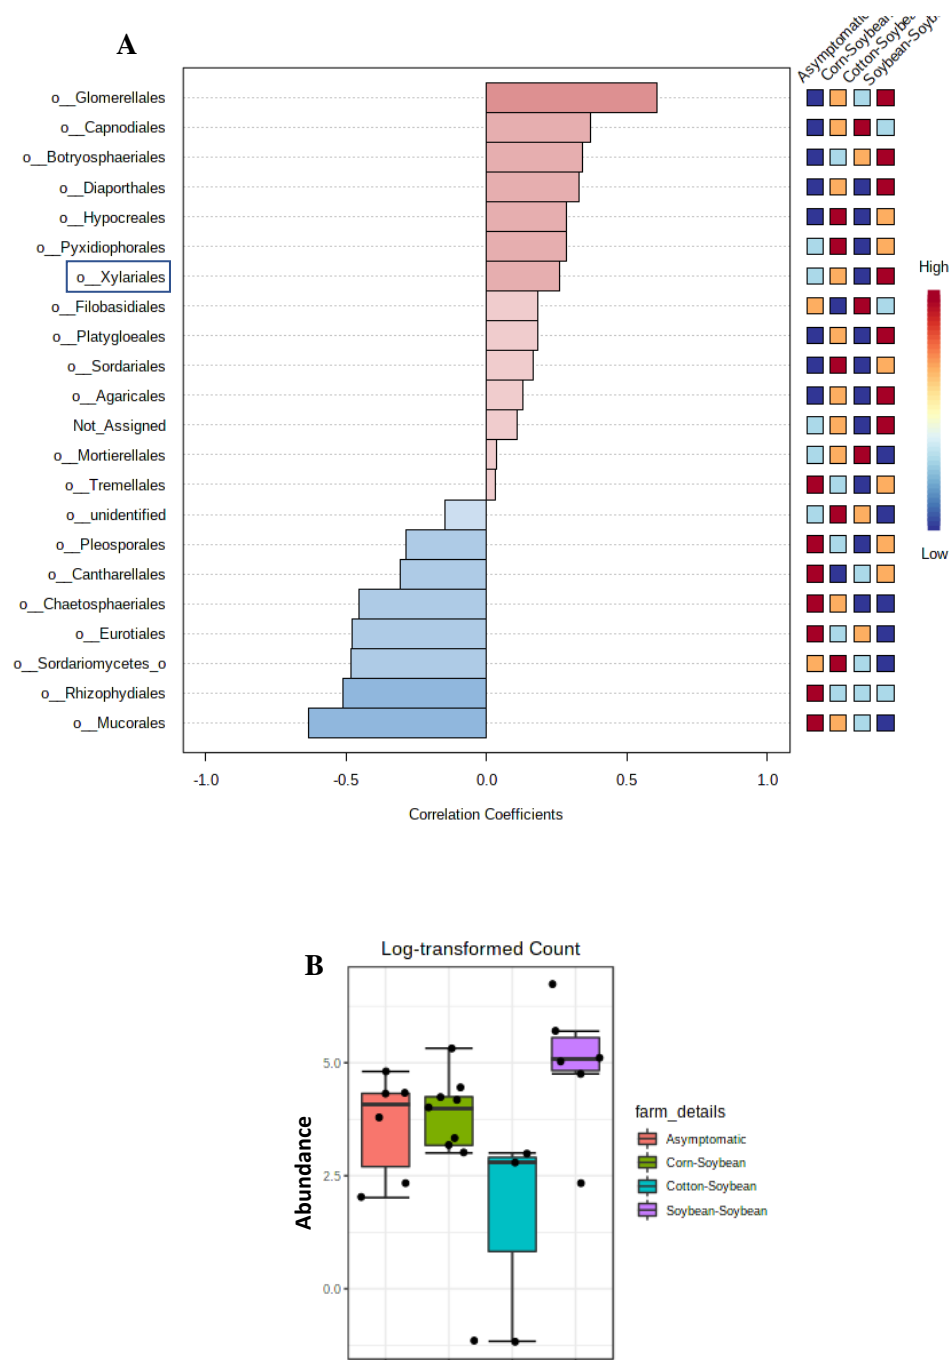 A
Asymptomatic
Corn-Soybean
Cotton-Soybean
Soybean-Soyb
o__Glomerellales
o__Capnodiales
o__Botryosphaeriales
o__Diaporthales
o__Hypocreales
o__Pyxidiophorales
o__Xylariales
o__Filobasidiales
o__Platygloeales
o__Sordariales
o__Agaricales
Not_Assigned
o__Mortierellales
o__Tremellales
o__unidentified
o__Pleosporales
o__Cantharellales
o__Chaetosphaeriales
o__Eurotiales
o__Sordariomycetes_o
o__Rhizophydiales
o__Mucorales
High
Low
-1.0 -0.5 0.0 0.5 1.0
Correlation Coefficients
B
Log-transformed Count
5.0
2.5
0.0
Abundance
farm_details
Asymptomatic
Corn-Soybean
Cotton-Soybean
Soybean-Soybean